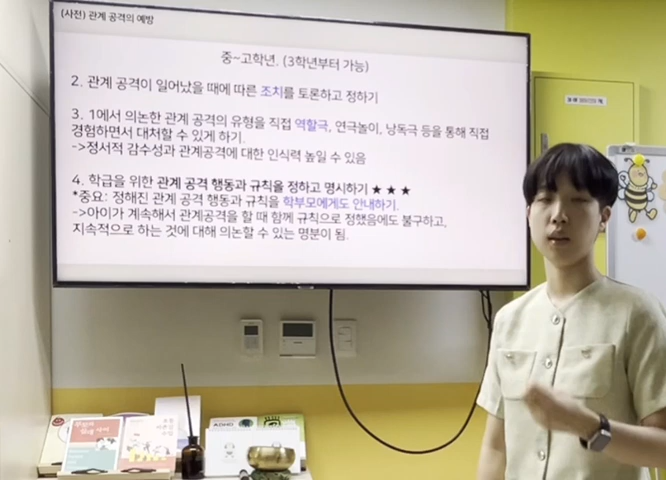 (사전) 관계 공격의 예방
중~고학년. (3학년부터 가능)
2. 관계 공격이 일어났을 때에 따른 조치를 토론하고 정하기
3. 1에서 의논한 관계 공격의 유형을 직접 역할극, 연극놀이, 낭독극 등을 통해 직접
경험하면서 대처할 수 있게 하기.
->정서적 감수성과 관계공격에 대한 인식력 높일 수 있음
4. 학급을 위한 관계 공격 행동과 규칙을 정하고 명시하기 ★ ★ ★
*중요: 정해진 관계 공격 행동과 규칙을 학부모에게도 안내하기.
->아이가 계속해서 관계공격을 할 때 함께 규칙으로 정했음에도 불구하고,
지속적으로 하는 것에 대해 의논할 수 있는 명분이 됨.
ADHD